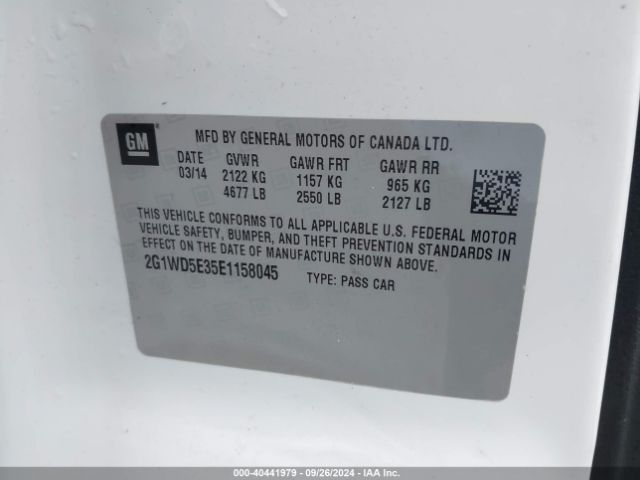 GM
MFD BY GENERAL MOTORS OF CANADA LTD.
DATE GVWR GAWR FRT GAWR RR
03/14 2122 KG 1157 KG 965 KG
4677 LB 2550 LB 2127 LB
THIS VEHICLE CONFORMS TO ALL APPLICABLE U.S. FEDERAL MOTOR
VEHICLE SAFETY, BUMPER, AND THEFT PREVENTION STANDARDS IN
EFFECT ON THE DATE OF MANUFACTURE SHOWN ABOVE.
2G1WD5E35E1158045 TYPE: PASS CAR
000-40441979 - 09/26/2024 - IAA Inc.